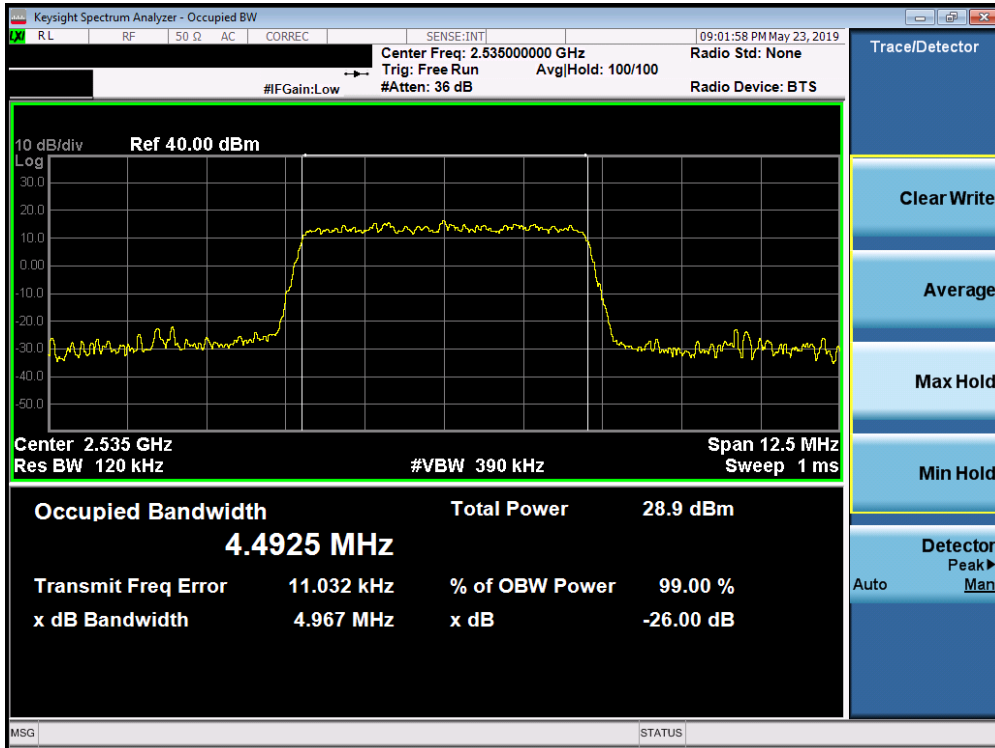 Keysight Spectrum Analyzer - Occupied BW
LXI RL RF 50 Ω AC CORREC SENSE:INT 09:01:58 PM May 23, 2019
Center Freq: 2.535000000 GHz Radio Std: None
Trig: Free Run Avg|Hold: 100/100
#IFGain:Low #Atten: 36 dB Radio Device: BTS
Trace/Detector
10 dB/div Ref 40.00 dBm
Log
30.0
20.0
10.0
0.00
-10.0
-20.0
-30.0
-40.0
-50.0
Center 2.535 GHz Span 12.5 MHz
Res BW 120 kHz #VBW 390 kHz Sweep 1 ms
Occupied Bandwidth Total Power 28.9 dBm
4.4925 MHz
Transmit Freq Error 11.032 kHz % of OBW Power 99.00 %
x dB Bandwidth 4.967 MHz x dB -26.00 dB
Clear Write
Average
Max Hold
Min Hold
Detector
Peak▶
Auto Man
MSG STATUS